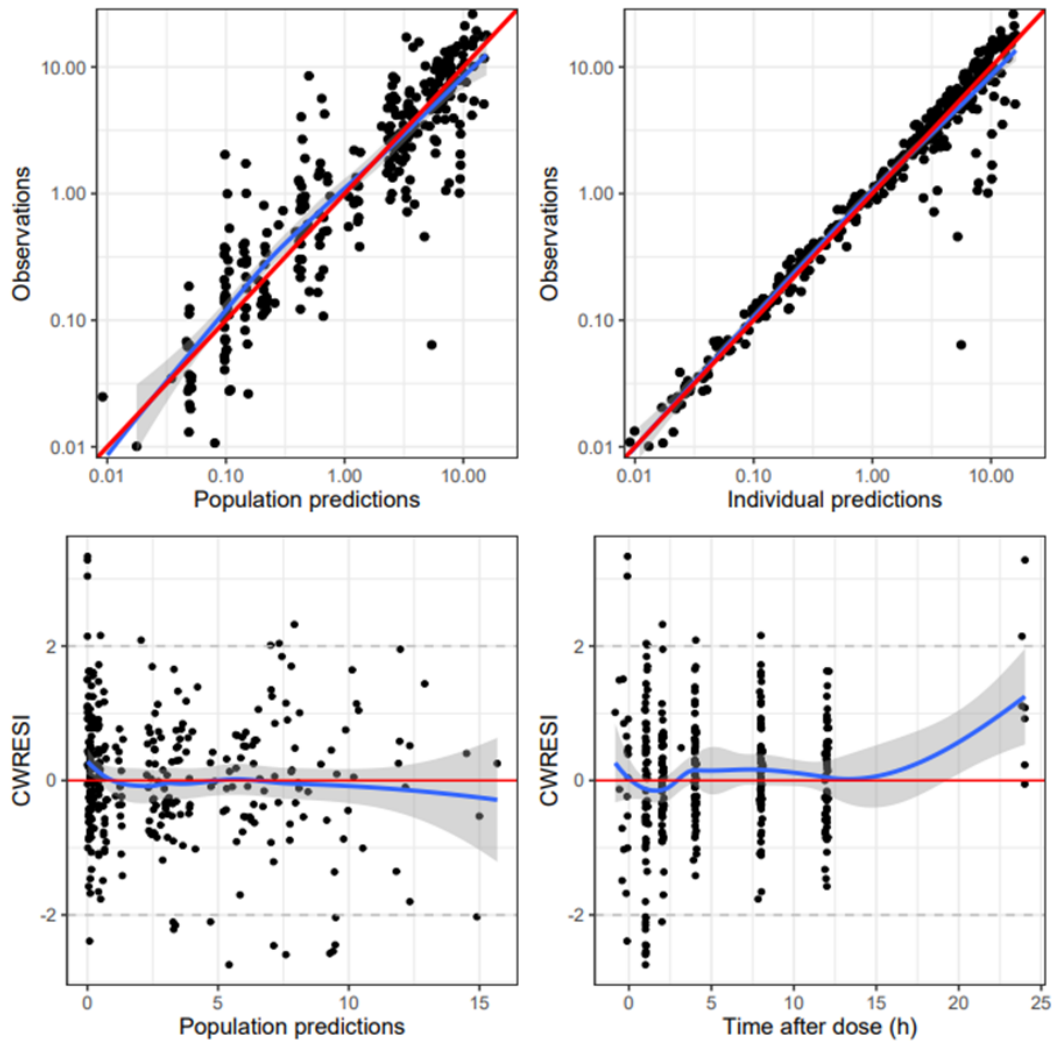 Observations
10.00
1.00
0.10
0.01
0.01 0.10 1.00 10.00
Population predictions
Observations
10.00
1.00
0.10
0.01
0.01 0.10 1.00 10.00
Individual predictions
CWRESI
2
0
-2
0 5 10 15
Population predictions
CWRESI
2
0
-2
0 5 10 15 20 25
Time after dose (h)